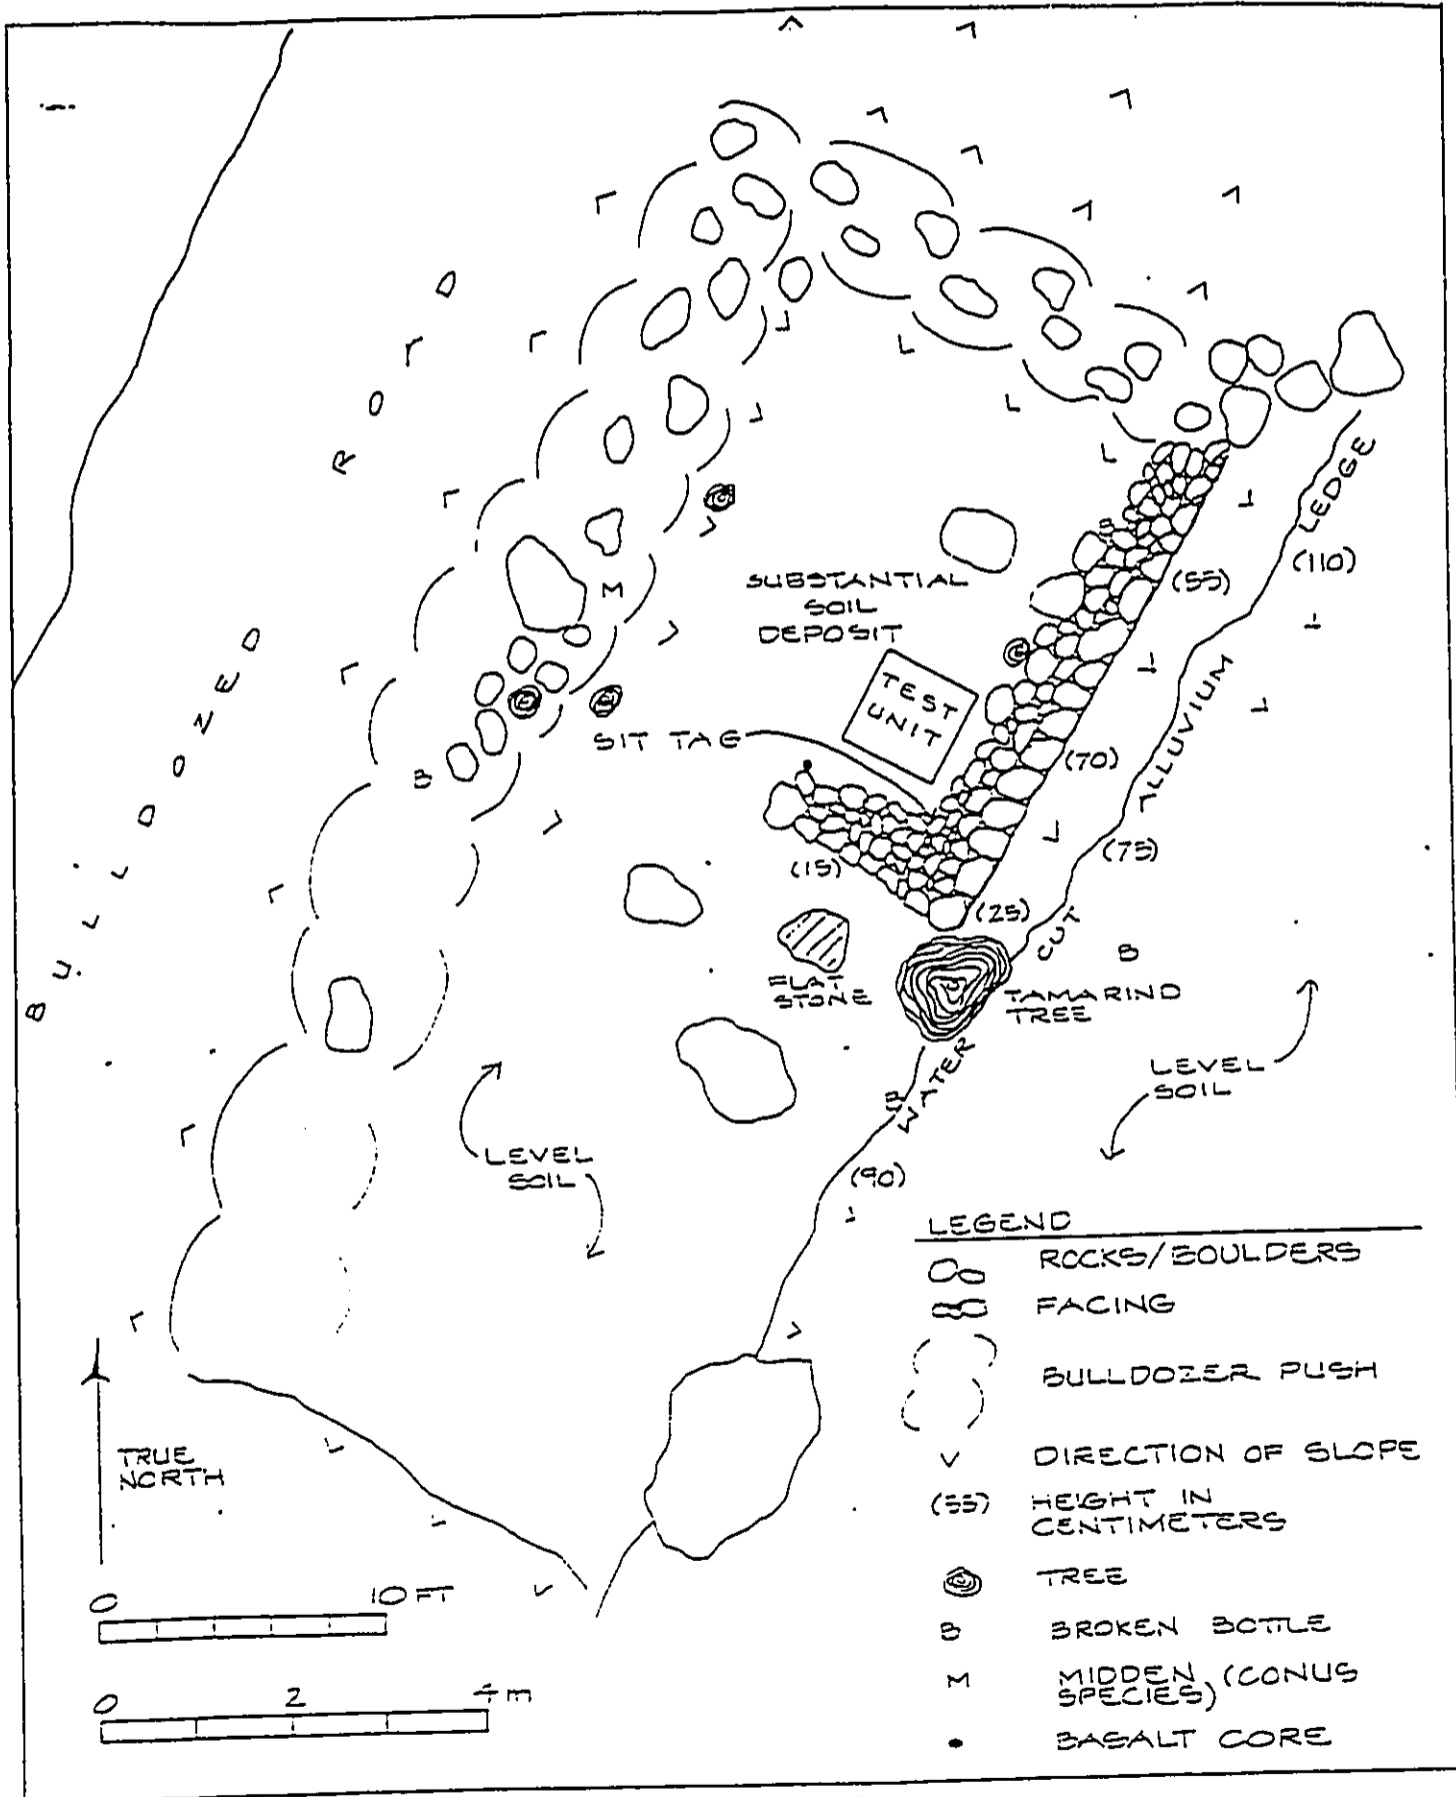 BULLDOZED ROAD
SUBSTANTIAL
SOIL
DEPOSIT
M
TEST
UNIT
SIT TAG
B
B
(55)
(110)
LEDGE
ALLUVIUM
(70)
(75)
(15)
(25)
CUT
B
FLAT
STONE
TAMARIND
TREE
WATER
B
LEVEL
SOIL
LEVEL
SOIL
(90)
LEGEND
ROCKS/BOULDERS
FACING
BULLDOZER PUSH
DIRECTION OF SLOPE
(55) HEIGHT IN
CENTIMETERS
TREE
B BROKEN BOTTLE
M MIDDEN (CONUS
SPECIES)
BASALT CORE
TRUE
NORTH
0 10 FT
0 2 4 m